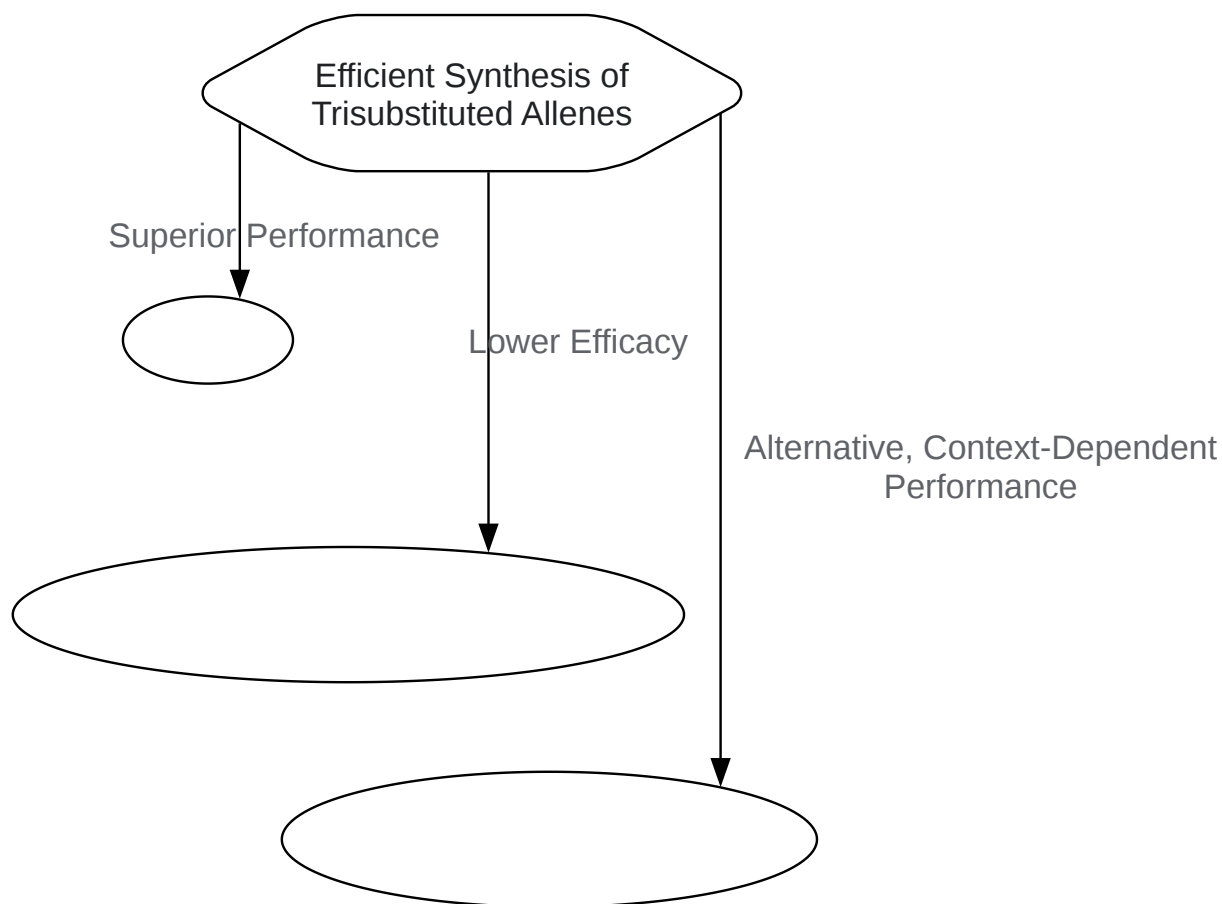 Efficient Synthesis of
Trisubstituted Allenes
Superior Performance
Lower Efficacy
Alternative, Context-Dependent
Performance